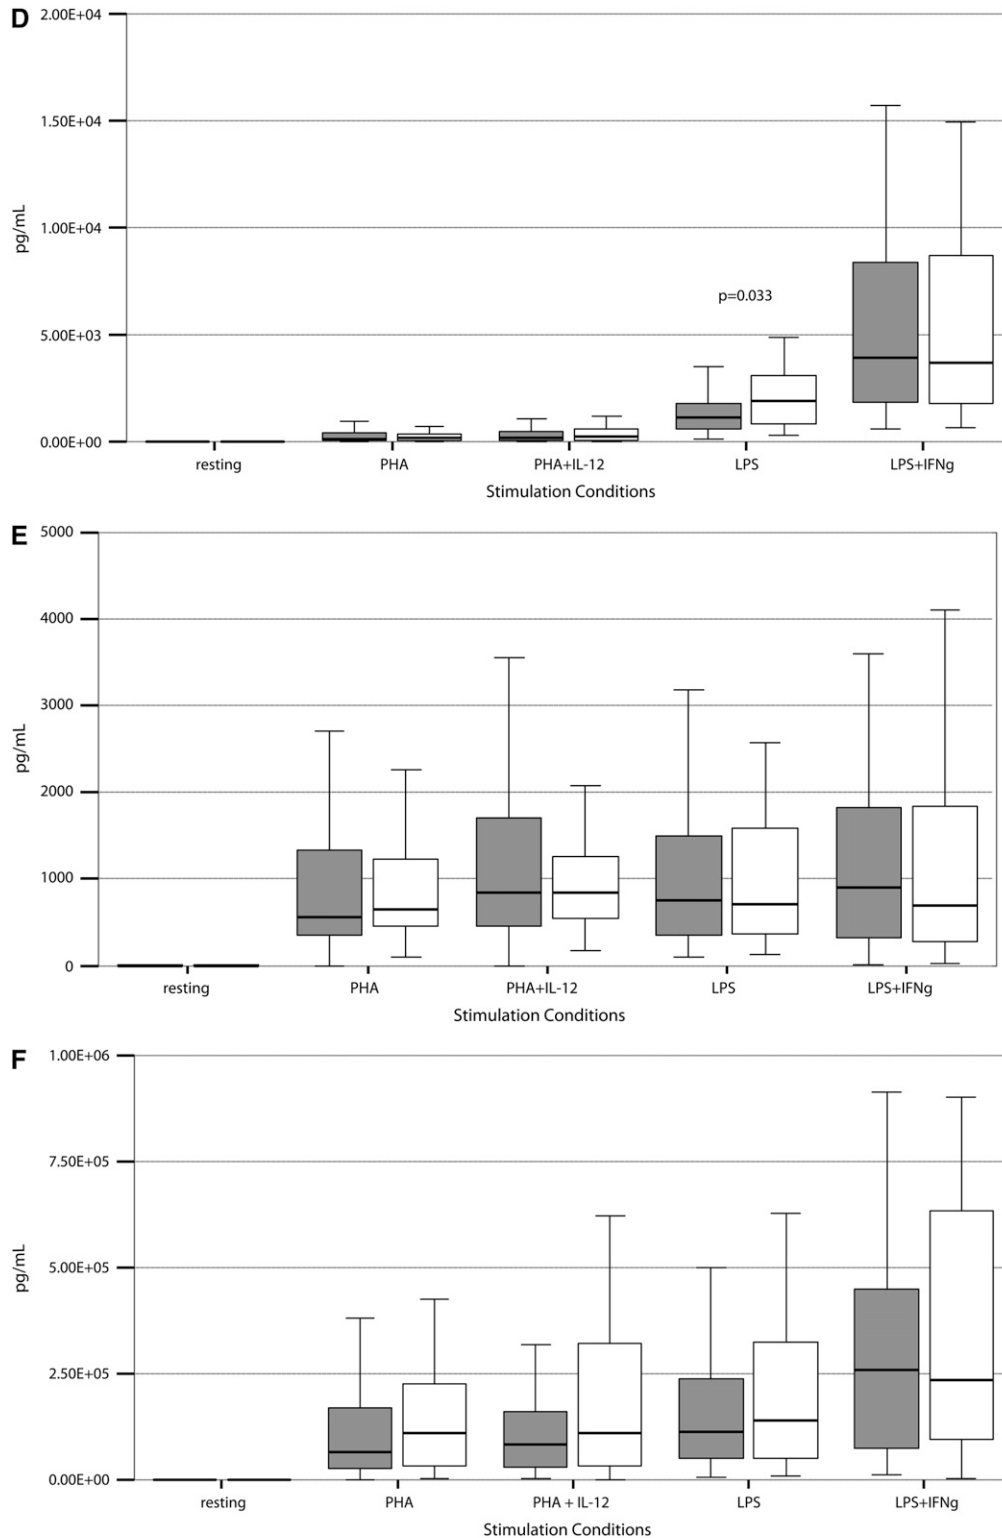 D
2.00E+04
1.50E+04
1.00E+04
5.00E+03
0.00E+00
pg/mL
p=0.033
resting PHA PHA+IL-12 LPS LPS+IFNg
Stimulation Conditions
E
5000
4000
3000
2000
1000
0
pg/mL
resting PHA PHA+IL-12 LPS LPS+IFNg
Stimulation Conditions
F
1.00E+06
7.50E+05
5.00E+05
2.50E+05
0.00E+00
pg/mL
resting PHA PHA + IL-12 LPS LPS+IFNg
Stimulation Conditions